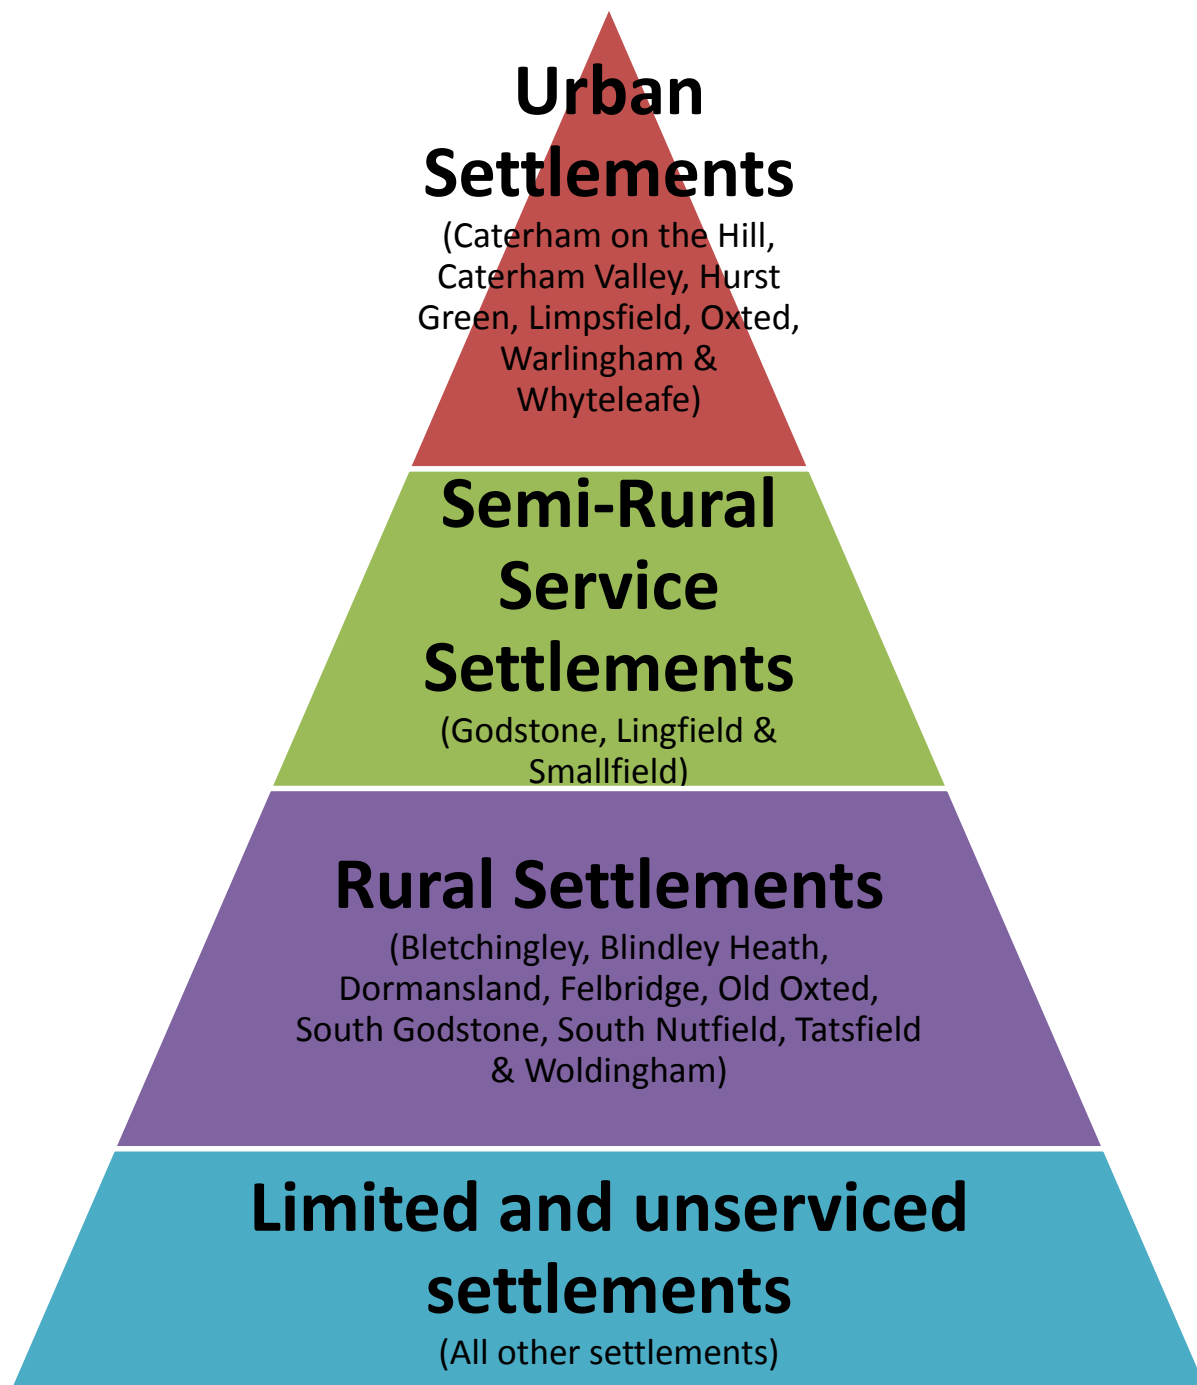 Urban
Settlements
(Caterham on the Hill,
Caterham Valley, Hurst
Green, Limpsfield, Oxted,
Warlingham &
Whyteleafe)
Semi-Rural
Service
Settlements
(Godstone, Lingfield &
Smallfield)
Rural Settlements
(Bletchingley, Blindley Heath,
Dormansland, Felbridge, Old Oxted,
South Godstone, South Nutfield, Tatsfield
& Woldingham)
Limited and unserviced
settlements
(All other settlements)